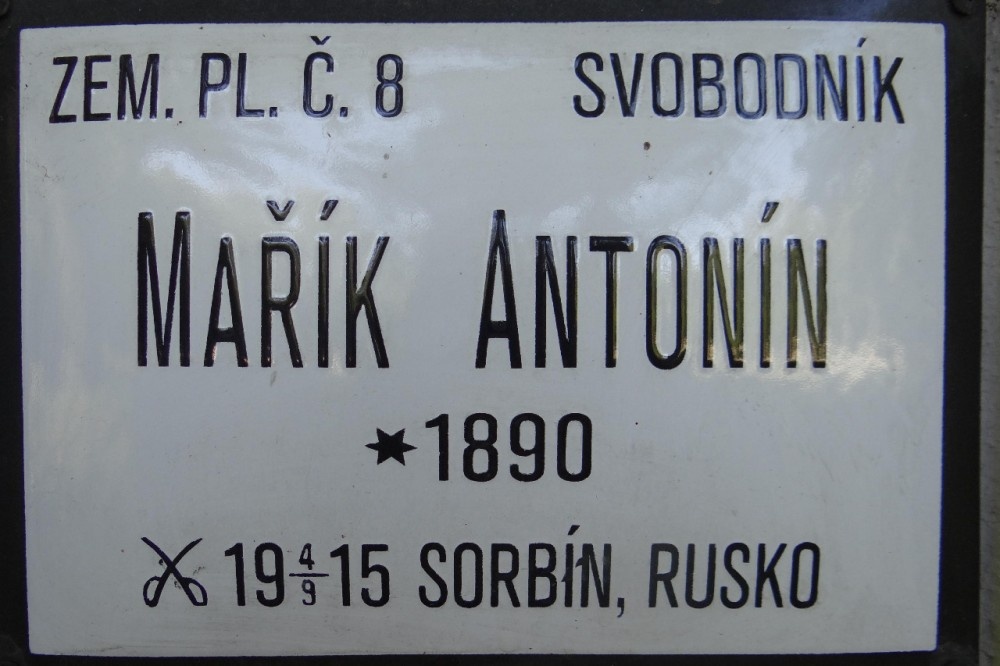 ZEM. PL. Č. 8 SVOBODNÍK
MAŘÍK ANTONÍN
*1890
⚔ 19 4/9 15 SORBÍN, RUSKO